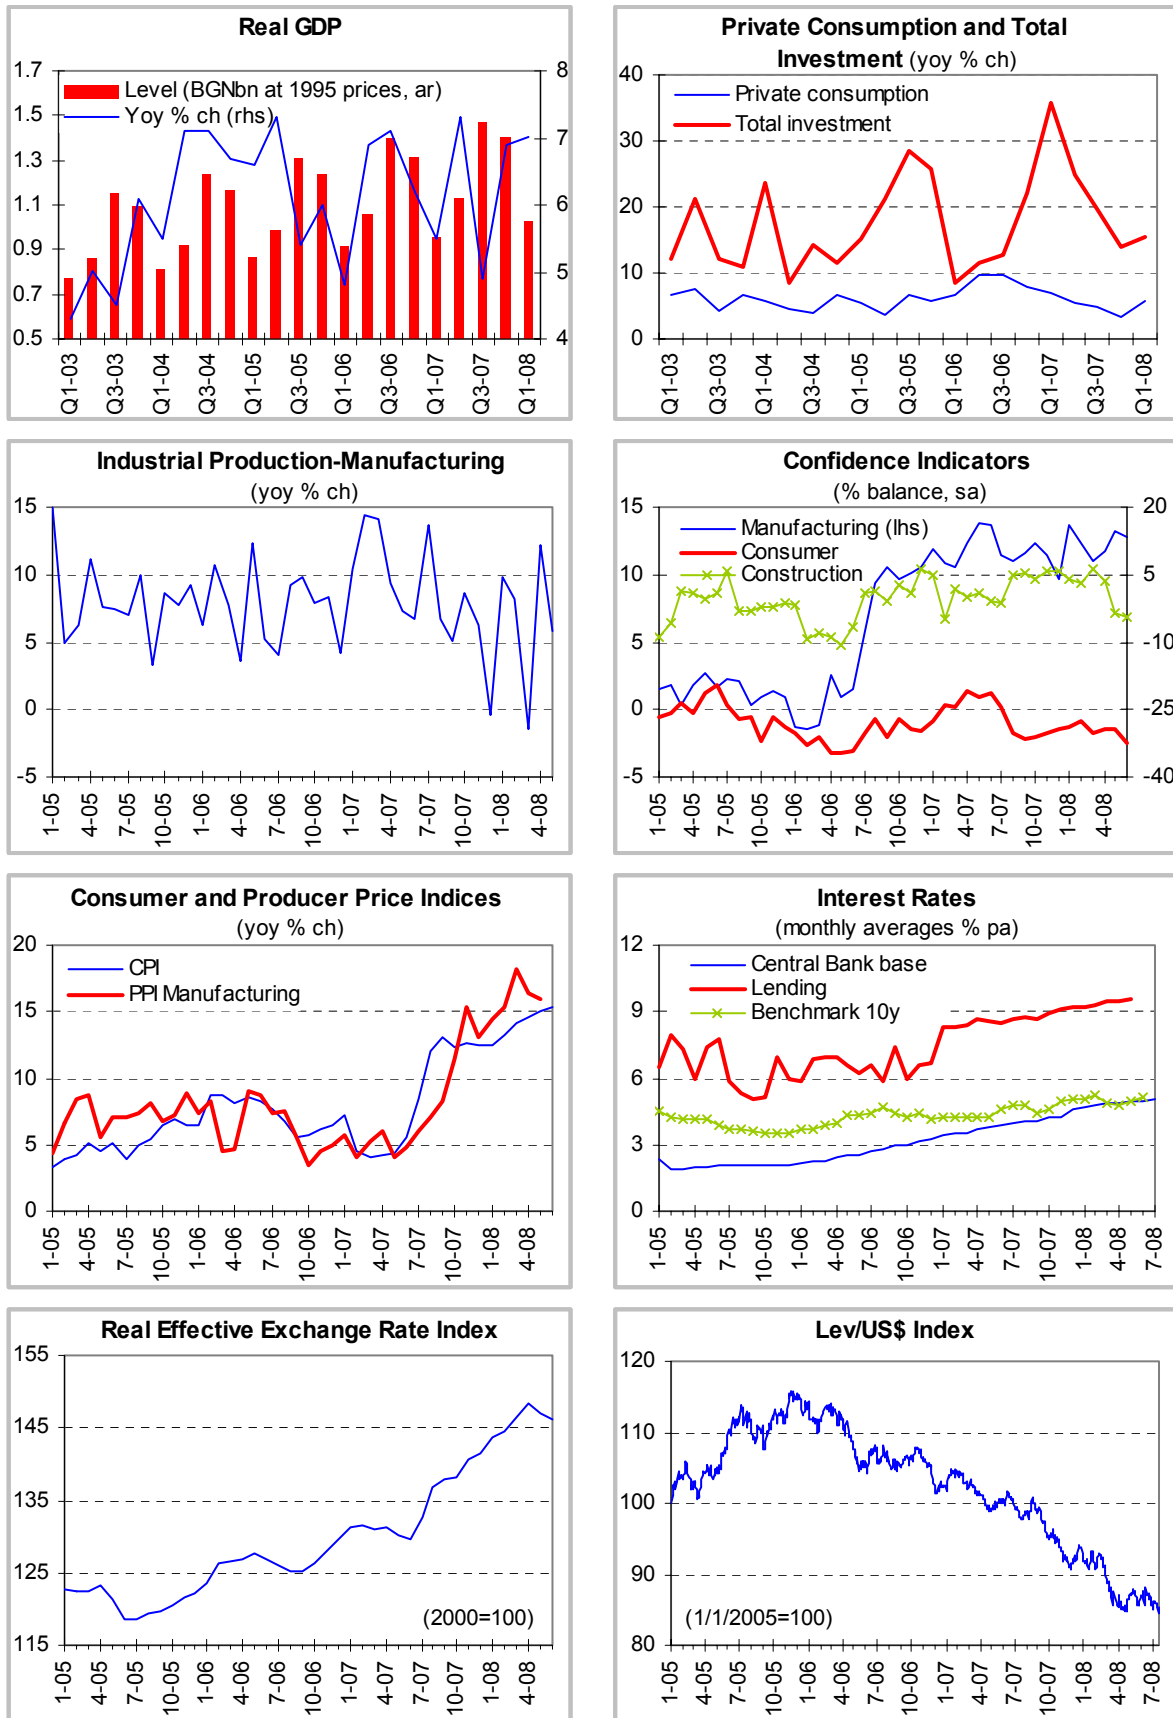 Real GDP
1.7
1.5
1.3
1.1
0.9
0.7
0.5
8
7
6
5
4
Level (BGNbn at 1995 prices, ar)
Yoy % ch (rhs)
Q1-03
Q3-03
Q1-04
Q3-04
Q1-05
Q3-05
Q1-06
Q3-06
Q1-07
Q3-07
Q1-08
Private Consumption and Total
Investment (yoy % ch)
40
30
20
10
0
Private consumption
Total investment
Q1-03
Q3-03
Q1-04
Q3-04
Q1-05
Q3-05
Q1-06
Q3-06
Q1-07
Q3-07
Q1-08
Industrial Production-Manufacturing
(yoy % ch)
15
10
5
0
-5
1-05
4-05
7-05
10-05
1-06
4-06
7-06
10-06
1-07
4-07
7-07
10-07
1-08
4-08
Confidence Indicators
(% balance, sa)
15
10
5
0
-5
20
5
-10
-25
-40
Manufacturing (lhs)
Consumer
Construction
1-05
4-05
7-05
10-05
1-06
4-06
7-06
10-06
1-07
4-07
7-07
10-07
1-08
4-08
Consumer and Producer Price Indices
(yoy % ch)
20
15
10
5
0
CPI
PPI Manufacturing
1-05
4-05
7-05
10-05
1-06
4-06
7-06
10-06
1-07
4-07
7-07
10-07
1-08
4-08
Interest Rates
(monthly averages % pa)
12
9
6
3
0
Central Bank base
Lending
Benchmark 10y
1-05
4-05
7-05
10-05
1-06
4-06
7-06
10-06
1-07
4-07
7-07
10-07
1-08
4-08
7-08
Real Effective Exchange Rate Index
155
145
135
125
115
(2000=100)
1-05
4-05
7-05
10-05
1-06
4-06
7-06
10-06
1-07
4-07
7-07
10-07
1-08
4-08
Lev/US$ Index
120
110
100
90
80
(1/1/2005=100)
1-05
4-05
7-05
10-05
1-06
4-06
7-06
10-06
1-07
4-07
7-07
10-07
1-08
4-08
7-08